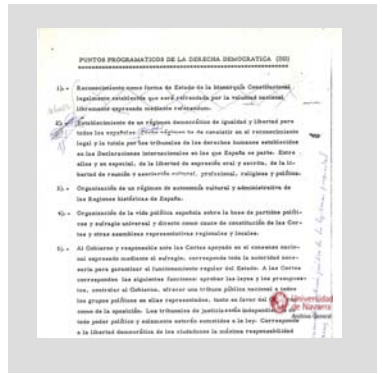 PUNTOS PROGRAMATICOS DE LA DERECHA DEMOCRATICA (DD)
1).- Reconocimiento como forma de Estado de la Monarquía Constitucional
legalmente establecida que será refrendada por la voluntad nacional,
libremente expresada mediante referendum.
2).- Establecimiento de un régimen democrático de igualdad y libertad para
todos los españoles. Dicho régimen ha de consistir en el reconocimiento
legal y la tutela por los tribunales de los derechos humanos establecidos
en las Declaraciones internacionales en las que España es parte. Entre
ellos y en especial, de la libertad de expresión oral y escrita, de la li-
bertad de reunión y asociación cultural, profesional, religiosa y política.
3).- Organización de un régimen de autonomía cultural y administrativa de
las Regiones históricas de España.
4).- Organización de la vida política española sobre la base de partidos políti-
cos y sufragio universal y directo como cauce de constitución de las Cor-
tes y otras asambleas representativas regionales y locales.
5).- Al Gobierno y responsable ante las Cortes apoyado en el consenso nacio-
nal expresado mediante el sufragio, corresponde toda la autoridad nece-
saria para garantizar el funcionamiento regular del Estado. A las Cortes
corresponden las siguientes funciones: aprobar las leyes y los presupues-
tos, controlar al Gobierno, ofrecer una tribuna pública nacional a todos
los grupos políticos en ellas representados, tanto en favor del
como de la oposición. Los tribunales de justicia serán independientes de
todo poder político y solamente estarán sometidos a la ley. Corresponde
a la libertad democrática de los ciudadanos la máxima responsabilidad
Universidad
de Navarra
Archivo General